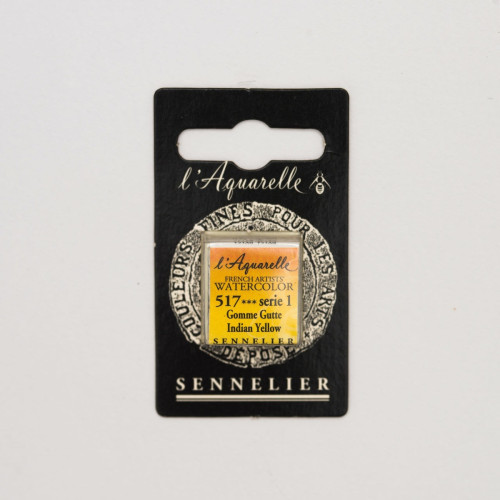 l'Aquarelle
COULEURS FINES POUR LES ARTS
DÉPOSÉ
l'Aquarelle
FRENCH ARTISTS'
WATERCOLOR
517*** serie 1
Gomme Gutte
Indian Yellow
SENNELIER
SENNELIER